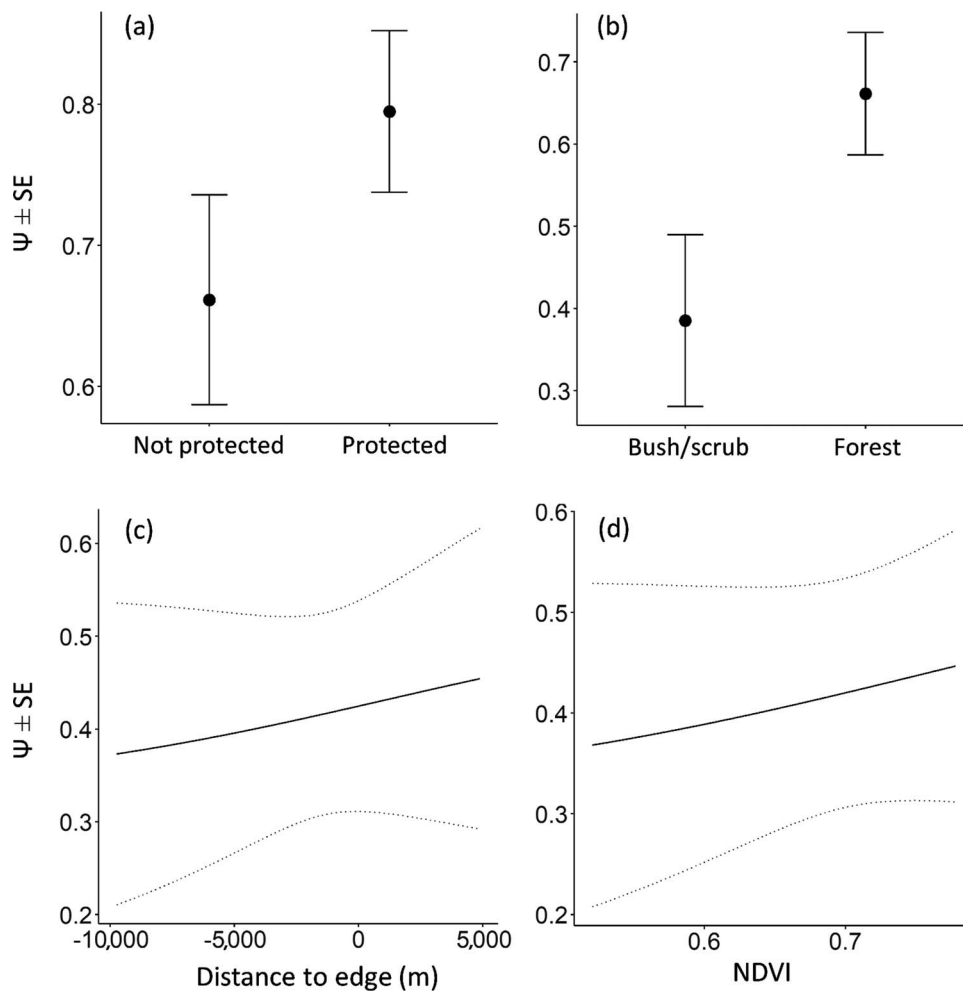 (a)
Ψ ± SE
0.8
0.7
0.6
Not protected
Protected
(b)
0.7
0.6
0.5
0.4
0.3
Bush/scrub
Forest
(c)
Ψ ± SE
0.6
0.5
0.4
0.3
0.2
-10,000
-5,000
0
5,000
Distance to edge (m)
(d)
0.6
0.5
0.4
0.3
0.2
0.6
0.7
NDVI